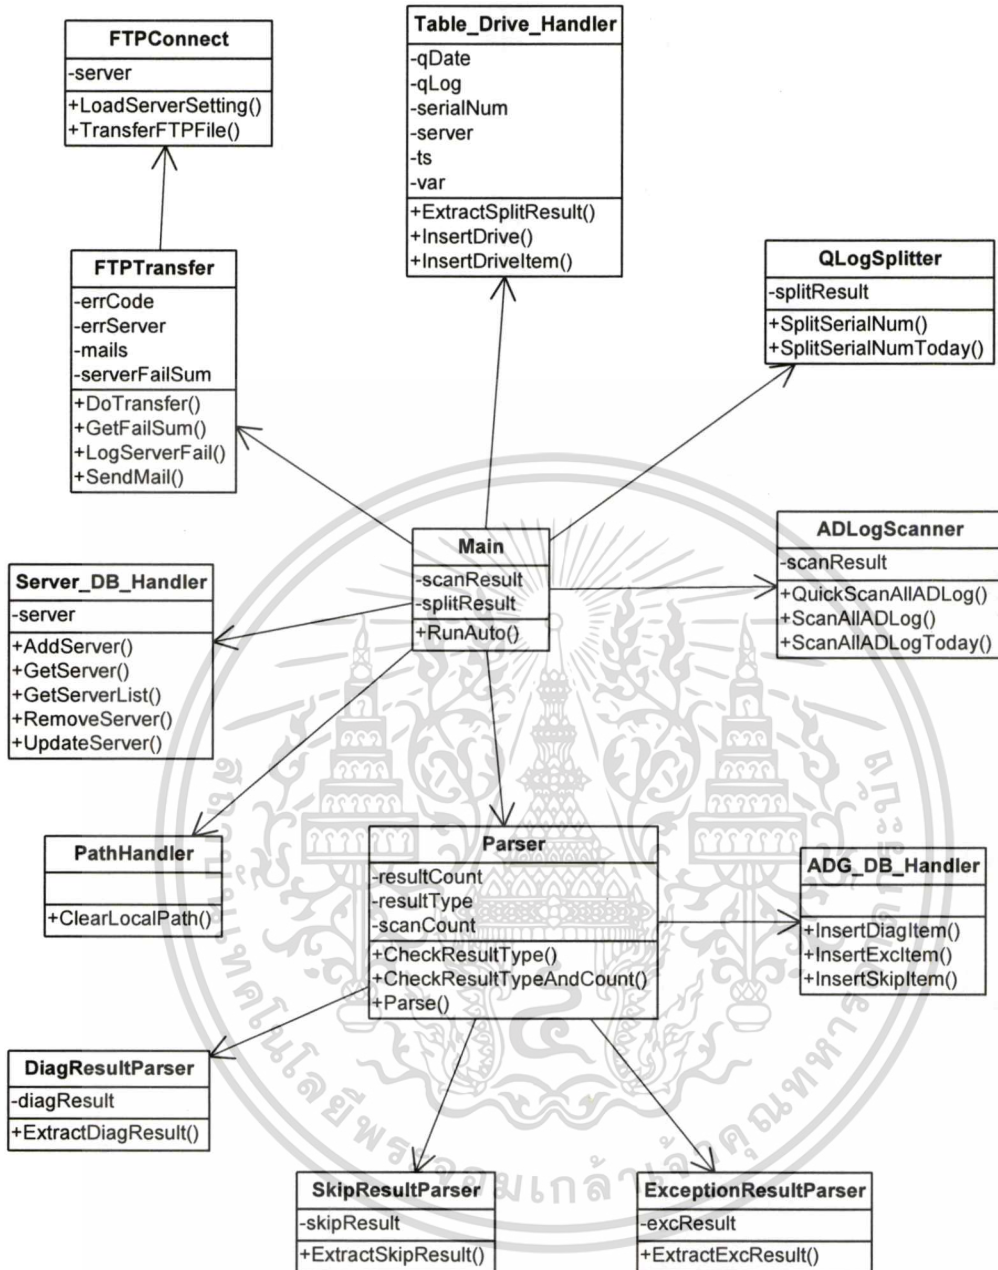 FTPConnect
-server
+LoadServerSetting()
+TransferFTPFile()
Table_Drive_Handler
-qDate
-qLog
-serialNum
-server
-ts
-var
+ExtractSplitResult()
+InsertDrive()
+InsertDriveItem()
FTPTransfer
-errCode
-errServer
-mails
-serverFailSum
+DoTransfer()
+GetFailSum()
+LogServerFail()
+SendMail()
QLogSplitter
-splitResult
+SplitSerialNum()
+SplitSerialNumToday()
Main
-scanResult
-splitResult
+RunAuto()
ADLogScanner
-scanResult
+QuickScanAllADLog()
+ScanAllADLog()
+ScanAllADLogToday()
Server_DB_Handler
-server
+AddServer()
+GetServer()
+GetServerList()
+RemoveServer()
+UpdateServer()
PathHandler
+ClearLocalPath()
Parser
-resultCount
-resultType
-scanCount
+CheckResultType()
+CheckResultTypeAndCount()
+Parse()
ADG_DB_Handler
+InsertDiagItem()
+InsertExcItem()
+InsertSkipItem()
DiagResultParser
-diagResult
+ExtractDiagResult()
SkipResultParser
-skipResult
+ExtractSkipResult()
ExceptionResultParser
-excResult
+ExtractExcResult()